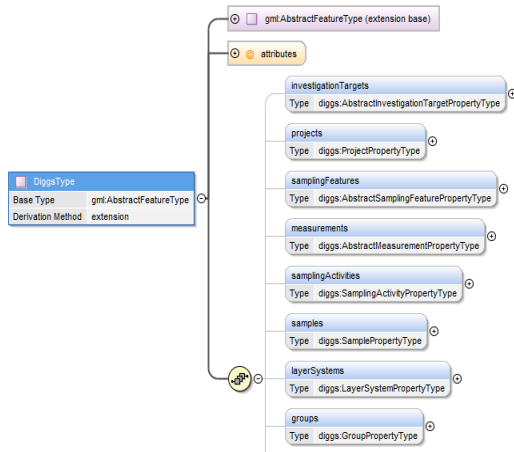 gml:AbstractFeatureType (extension base)
@ attributes
investigationTargets
Type diggs:AbstractInvestigationTargetPropertyType
projects
Type diggs:ProjectPropertyType
samplingFeatures
Type diggs:AbstractSamplingFeaturePropertyType
DiggsType
Base Type gml:AbstractFeatureType
Derivation Method extension
measurements
Type diggs:AbstractMeasurementPropertyType
samplingActivities
Type diggs:SamplingActivityPropertyType
samples
Type diggs:SamplePropertyType
layerSystems
Type diggs:LayerSystemPropertyType
groups
Type diggs:GroupPropertyType